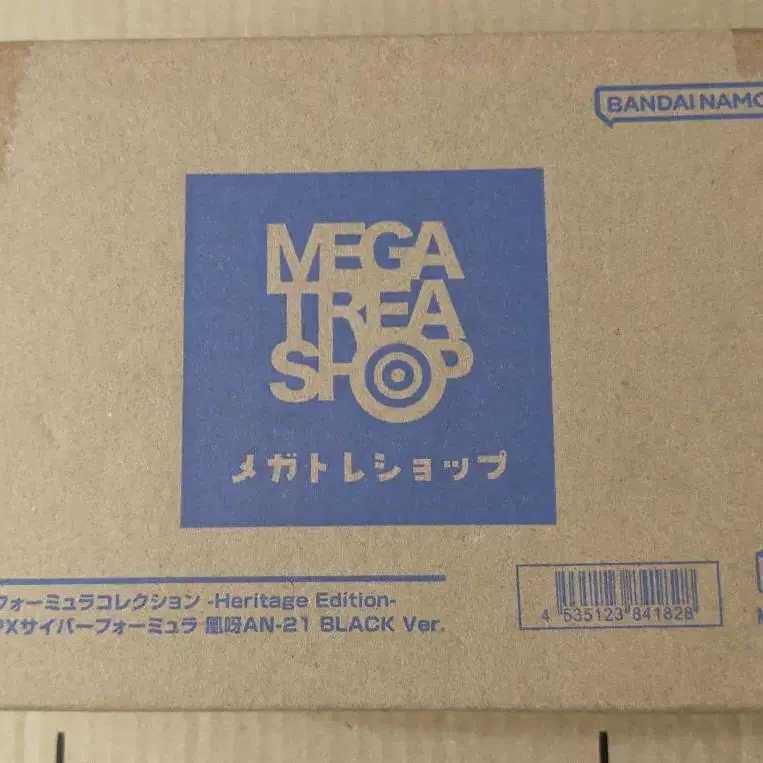 BANDAI NAMC
MEGA
TREA
SHOP
メガトレショップ
フォーミュラコレクション -Heritage Edition-
PXサイバーフォーミュラ 凰呀AN-21 BLACK Ver.
4 535123 841828